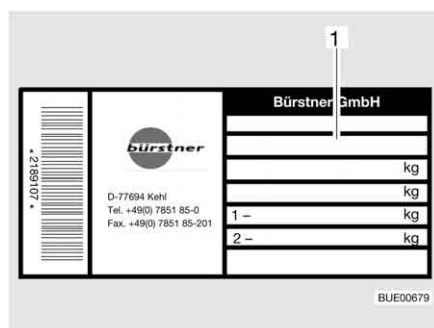 1
Bürstner GmbH
* 2189107 *
bürstner
D-77694 Kehl
Tel. +49(0) 7851 85-0
Fax. +49(0) 7851 85-201
kg
kg
1 – kg
2 – kg
BUE00679